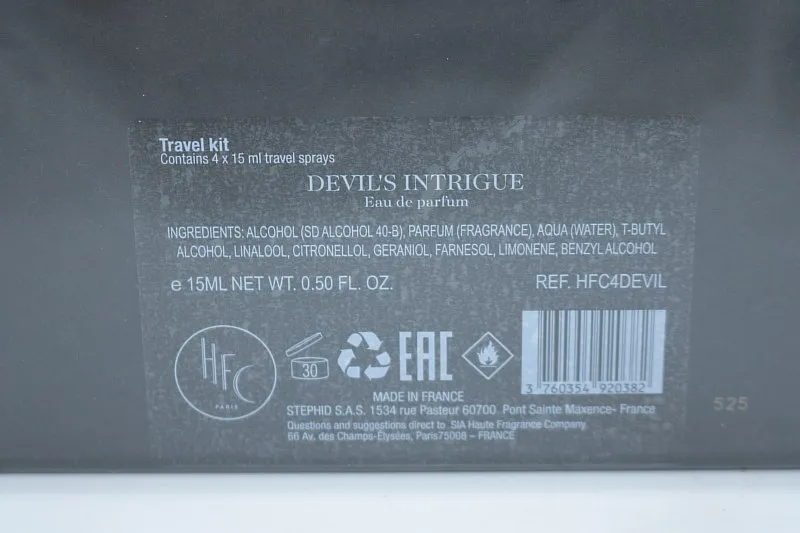 Travel kit
Contains 4 x 15 ml travel sprays
DEVIL'S INTRIGUE
Eau de parfum
INGREDIENTS: ALCOHOL (SD ALCOHOL 40-B), PARFUM (FRAGRANCE), AQUA (WATER), T-BUTYL
ALCOHOL, LINALOOL, CITRONELLOL, GERANIOL, FARNESOL, LIMONENE, BENZYL ALCOHOL
e 15ML NET WT. 0.50 FL. OZ.
REF. HFC4DEVIL
HFC
PARIS
30
EAC
3 760354 920382
MADE IN FRANCE
STEPHID S.A.S. 1534 rue Pasteur 60700 Pont Sainte Maxence- France
Questions and suggestions direct to SIA Haute Fragrance Company
66 Av. des Champs-Elysées, Paris75008 – FRANCE
525